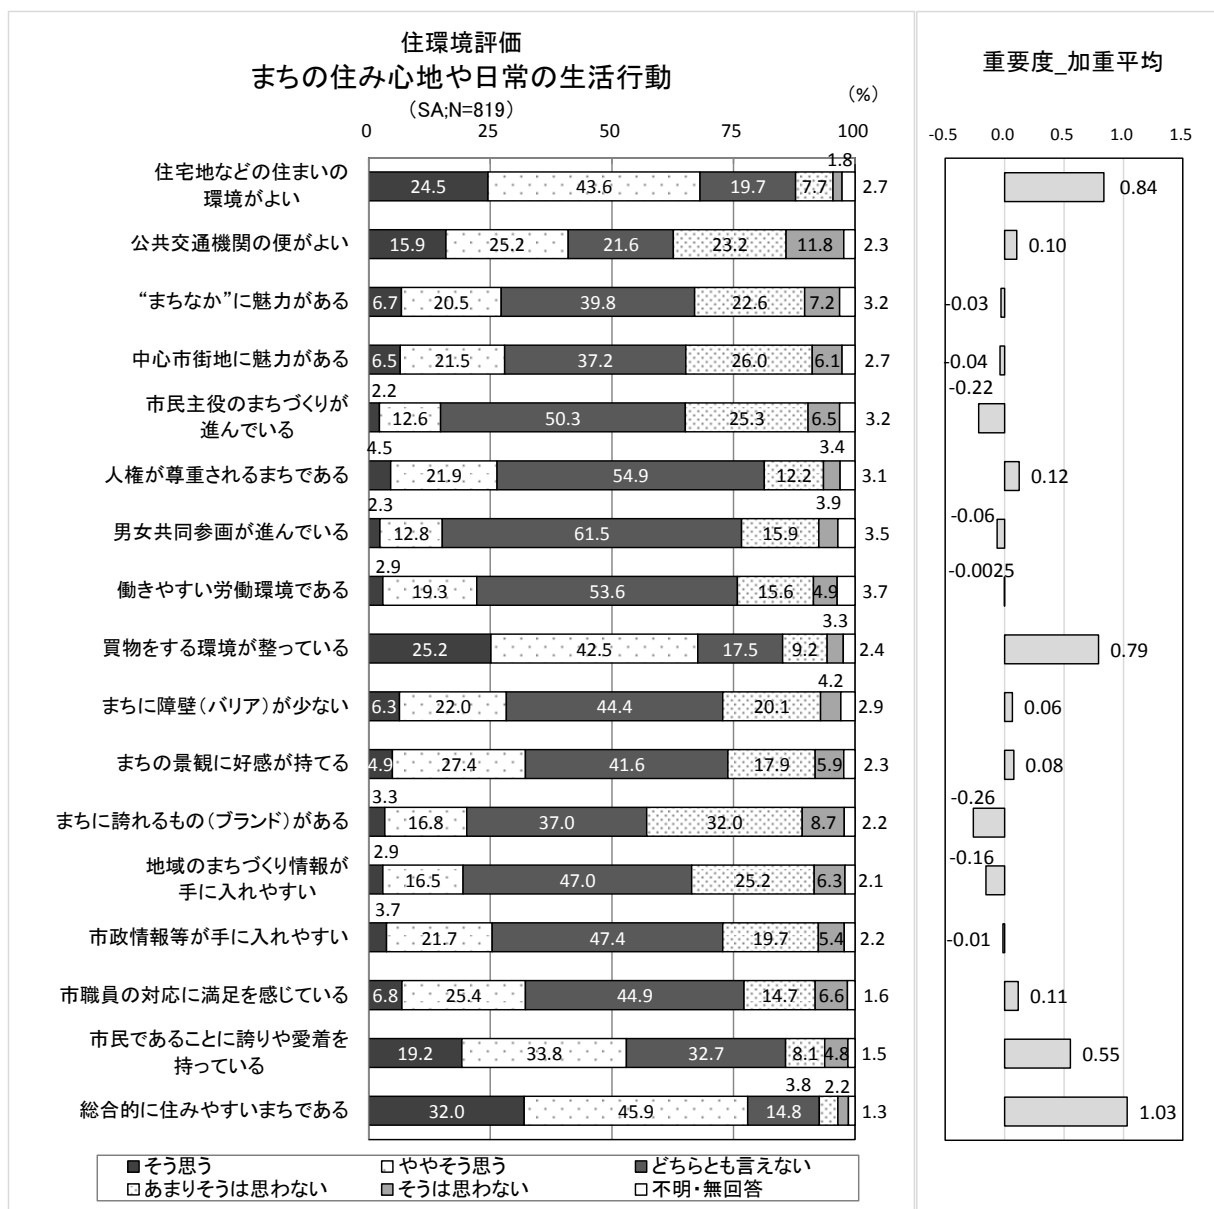 住環境評価
まちの住み心地や日常の生活行動
(SA;N=819)
(%)
0 25 50 75 100
重要度_加重平均
-0.5 0.0 0.5 1.0 1.5
住宅地などの住まいの
環境がよい
24.5 43.6 19.7 7.7 1.8 2.7
0.84
公共交通機関の便がよい
15.9 25.2 21.6 23.2 11.8 2.3
0.10
“まちなか”に魅力がある
6.7 20.5 39.8 22.6 7.2 3.2
-0.03
中心市街地に魅力がある
6.5 21.5 37.2 26.0 6.1 2.7
-0.04
市民主役のまちづくりが
進んでいる
2.2 12.6 50.3 25.3 6.5 3.2
-0.22
人権が尊重されるまちである
4.5 21.9 54.9 12.2 3.4 3.1
0.12
男女共同参画が進んでいる
2.3 12.8 61.5 15.9 3.9 3.5
-0.06
働きやすい労働環境である
2.9 19.3 53.6 15.6 4.9 3.7
-0.0025
買物をする環境が整っている
25.2 42.5 17.5 9.2 3.3 2.4
0.79
まちに障壁(バリア)が少ない
6.3 22.0 44.4 20.1 4.2 2.9
0.06
まちの景観に好感が持てる
4.9 27.4 41.6 17.9 5.9 2.3
0.08
まちに誇れるもの(ブランド)がある
3.3 16.8 37.0 32.0 8.7 2.2
-0.26
地域のまちづくり情報が
手に入れやすい
2.9 16.5 47.0 25.2 6.3 2.1
-0.16
市政情報等が手に入れやすい
3.7 21.7 47.4 19.7 5.4 2.2
-0.01
市職員の対応に満足を感じている
6.8 25.4 44.9 14.7 6.6 1.6
0.11
市民であることに誇りや愛着を
持っている
19.2 33.8 32.7 8.1 4.8 1.5
0.55
総合的に住みやすいまちである
32.0 45.9 14.8 3.8 2.2 1.3
1.03
そう思う ややそう思う どちらとも言えない
あまりそうは思わない そうは思わない 不明・無回答